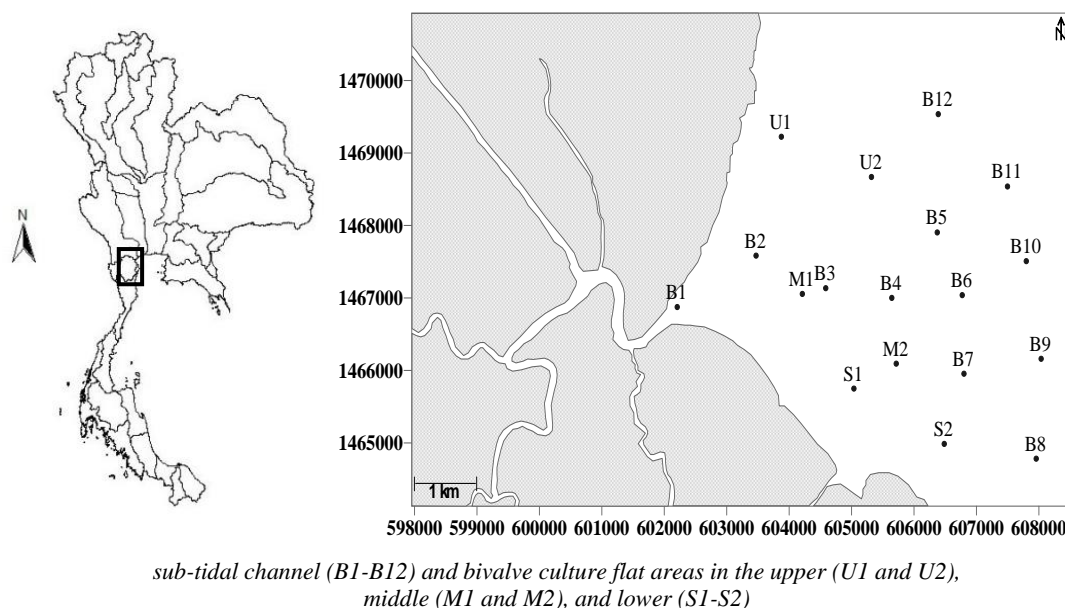 N
N
1470000
1469000
1468000
1467000
1466000
1465000
B12
U1
U2
B11
B5
B2
B10
M1
B3
B4
B6
B1
M2
B9
B7
S1
S2
B8
1 km
598000 599000 600000 601000 602000 603000 604000 605000 606000 607000 608000
sub-tidal channel (B1-B12) and bivalve culture flat areas in the upper (U1 and U2),
middle (M1 and M2), and lower (S1-S2)